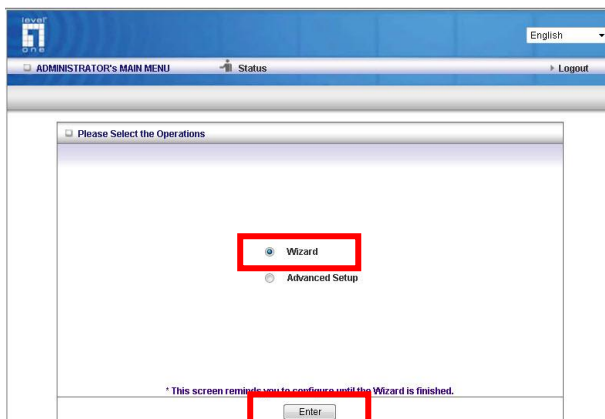 level
one
English
ADMINISTRATOR's MAIN MENU
Status
Logout
Please Select the Operations
Wizard
Advanced Setup
* This screen reminds you to configure until the Wizard is finished.
Enter